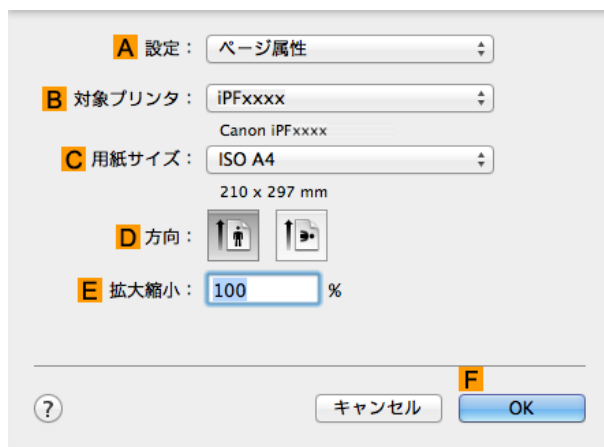 A 設定： ページ属性
B 対象プリンタ： iPFxxxx
Canon iPFxxxx
C 用紙サイズ： ISO A4
210 x 297 mm
D 方向：
E 拡大縮小： 100 %
F
? キャンセル OK